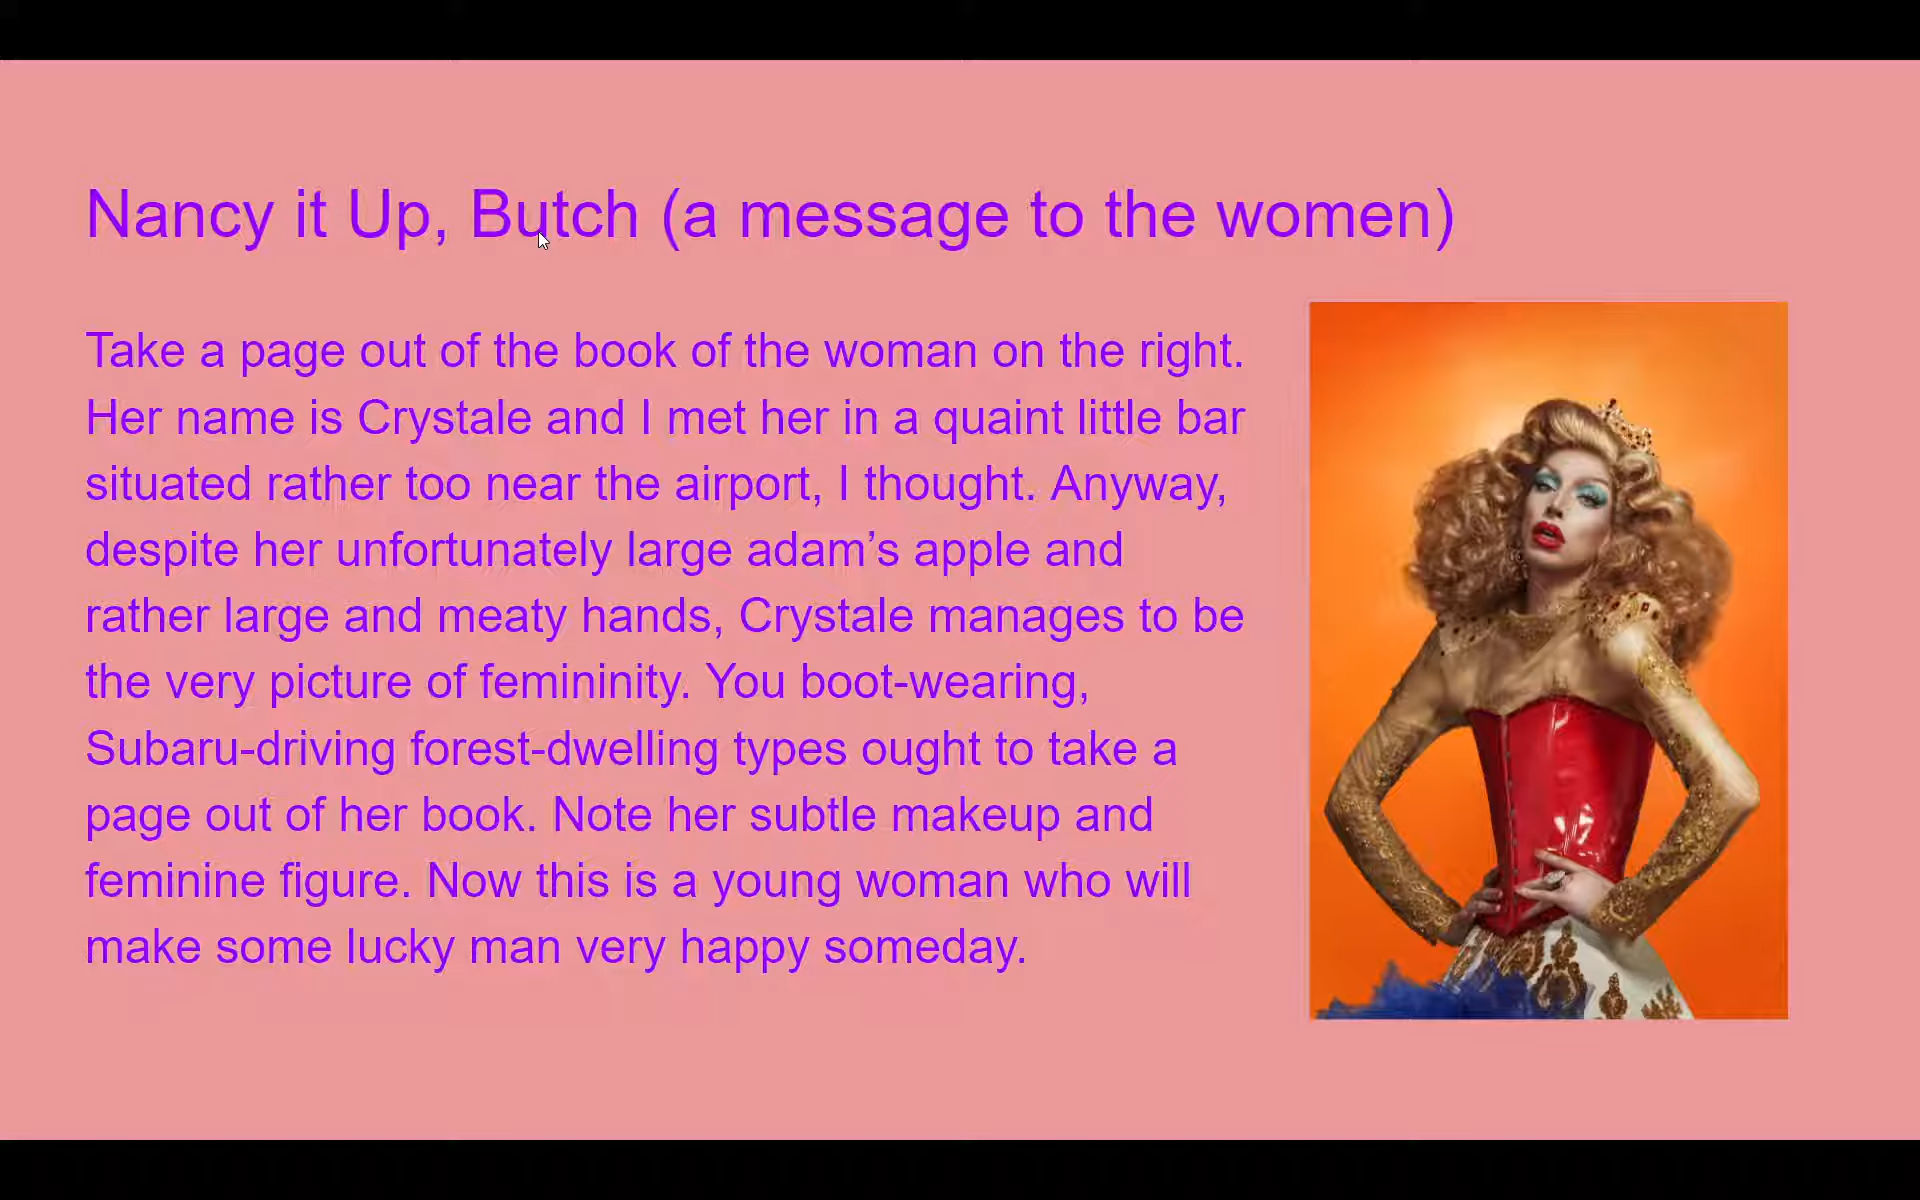 Nancy it Up, Butch (a message to the women)
Take a page out of the book of the woman on the right.
Her name is Crystale and I met her in a quaint little bar
situated rather too near the airport, I thought. Anyway,
despite her unfortunately large adam’s apple and
rather large and meaty hands, Crystale manages to be
the very picture of femininity. You boot-wearing,
Subaru-driving forest-dwelling types ought to take a
page out of her book. Note her subtle makeup and
feminine figure. Now this is a young woman who will
make some lucky man very happy someday.